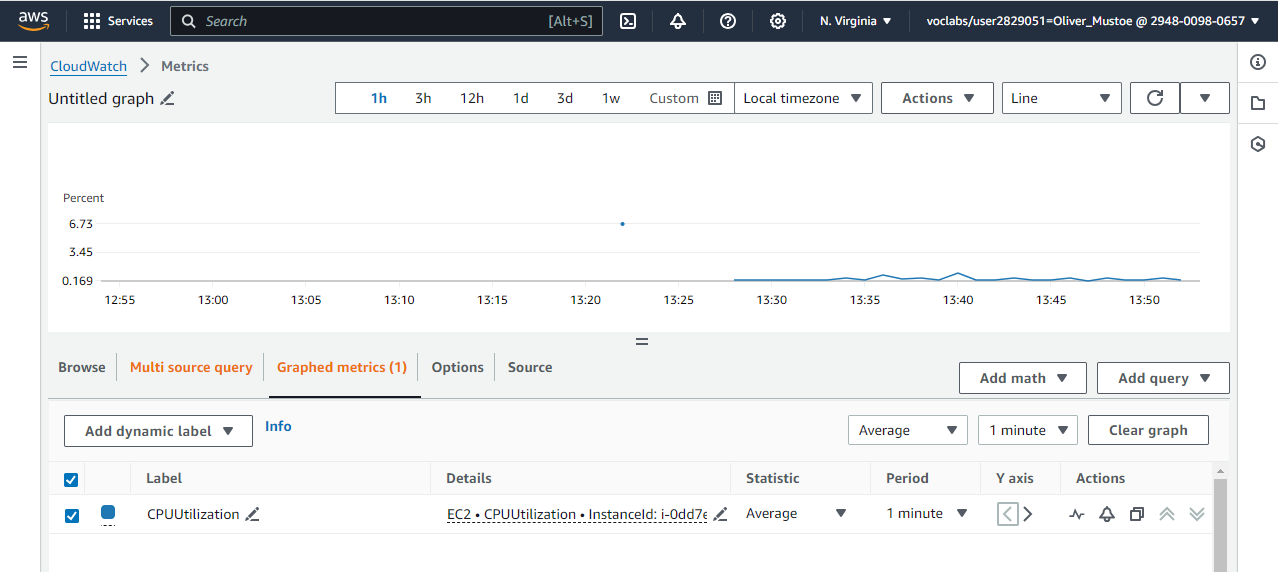 aws Services Search [Alt+S] N. Virginia voclabs/user2829051=Oliver_Mustoe @ 2948-0098-0657
CloudWatch Metrics
Untitled graph 1h 3h 12h 1d 3d 1w Custom Local timezone Actions Line
Percent
6.73
3.45
0.169
12:55 13:00 13:05 13:10 13:15 13:20 13:25 13:30 13:35 13:40 13:45 13:50
Browse Multi source query Graphed metrics (1) Options Source Add math Add query
Add dynamic label Info Average 1 minute Clear graph
Label Details Statistic Period Y axis Actions
CPUUtilization EC2 • CPUUtilization • InstanceId: i-0dd7e Average 1 minute